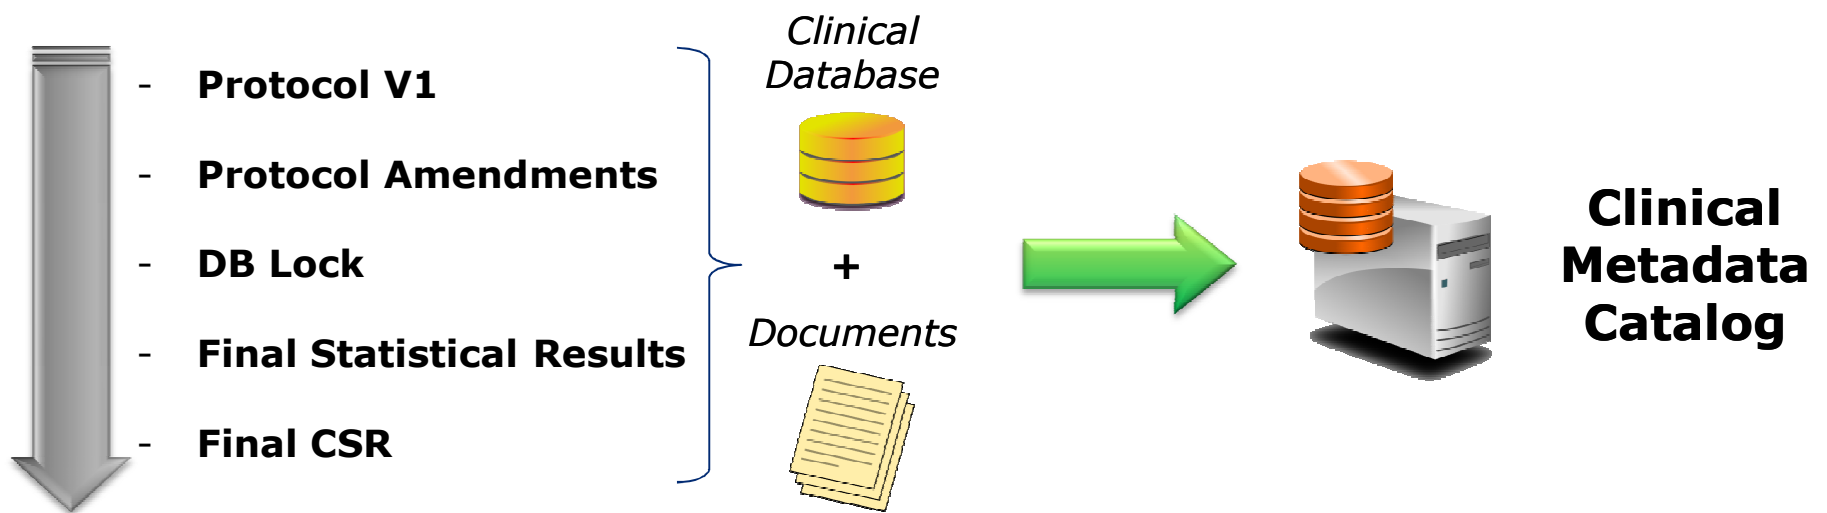 - Protocol V1
- Protocol Amendments
- DB Lock
- Final Statistical Results
- Final CSR
Clinical
Database
+
Documents
Clinical
Metadata
Catalog